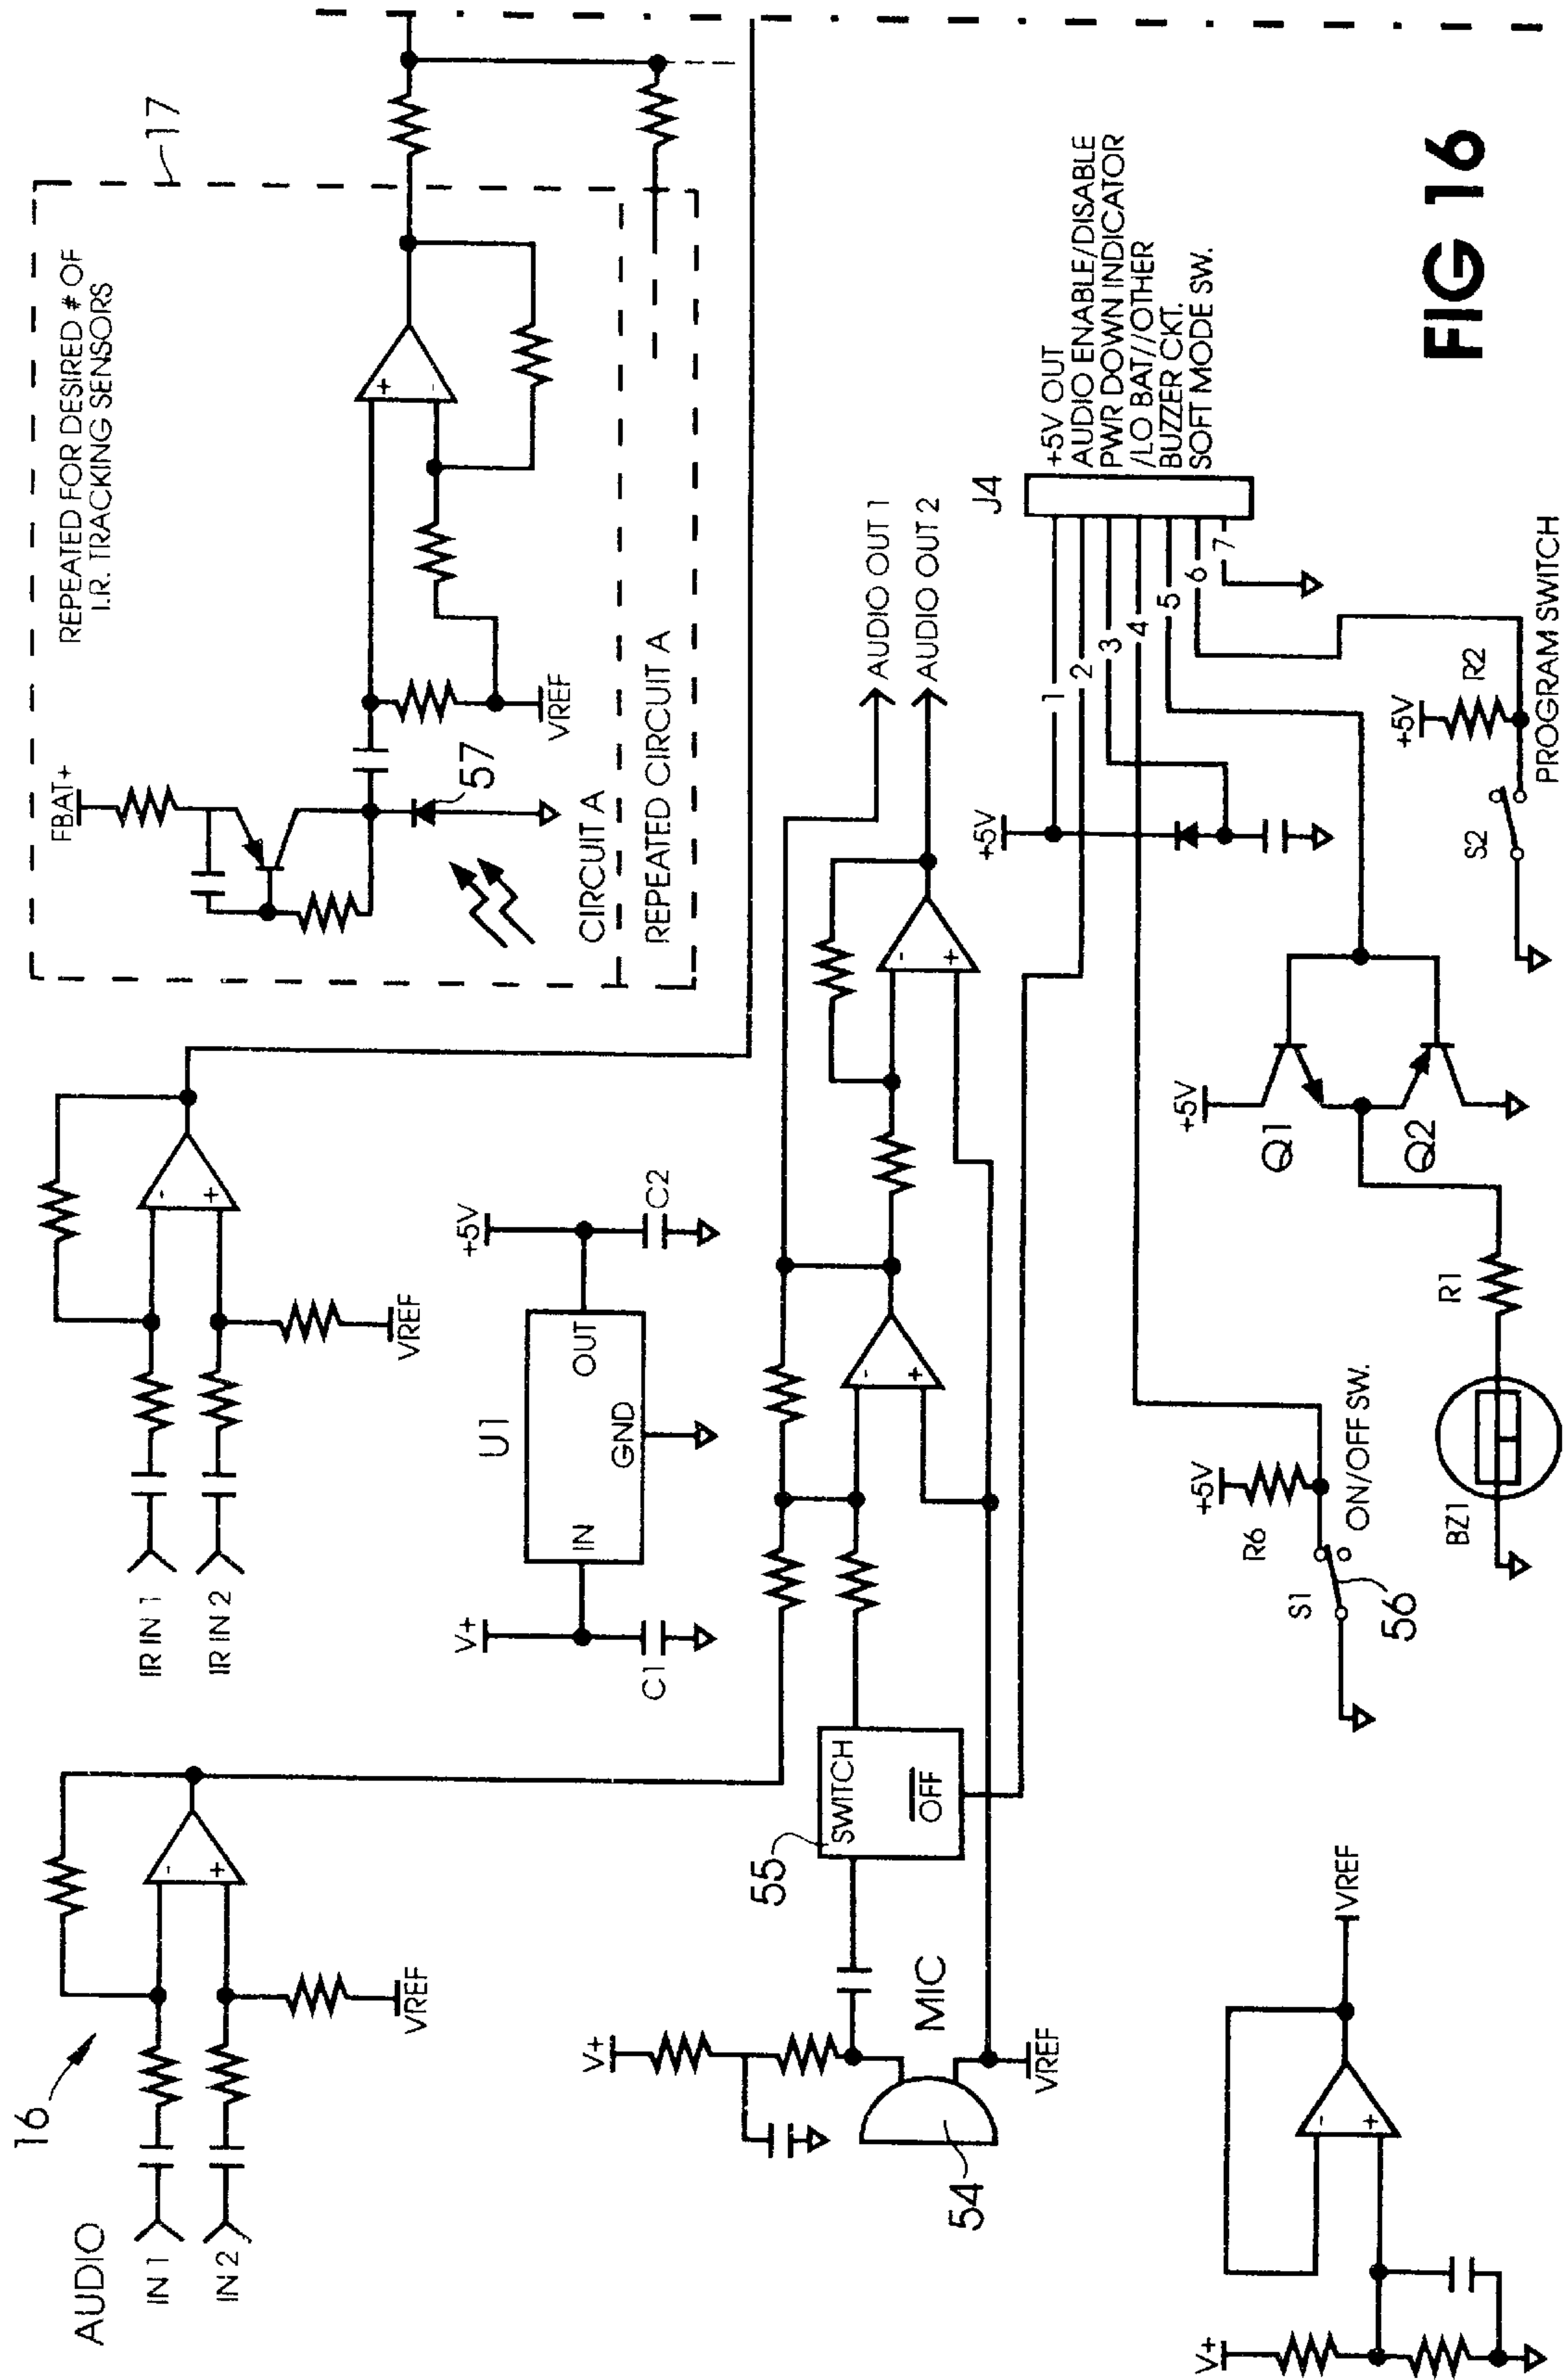 16
AUDIO
IN 1
IN 2
-
+
VREF
IR IN 1
IR IN 2
-
+
VREF
17
REPEATED FOR DESIRED # OF
I.R. TRACKING SENSORS
FBAT+
57
VREF
+
-
CIRCUIT A
REPEATED CIRCUIT A
V+
IN
U1
OUT
GND
+5V
C1
C2
V+
54
MIC
VREF
55
SWITCH
OFF
-
+
-
+
AUDIO OUT 1
AUDIO OUT 2
J4
1
2
3
4
5
6
7
+5V OUT
AUDIO ENABLE/DISABLE
PWR DOWN INDICATOR
/LO BAT//OTHER
BUZZER CKT.
SOFT MODE SW.
+5V
V+
-
+
VREF
S1
56
R6
+5V
ON/OFF SW.
BZ1
R1
Q1
+5V
Q2
S2
+5V
R2
PROGRAM SWITCH
FIG 16